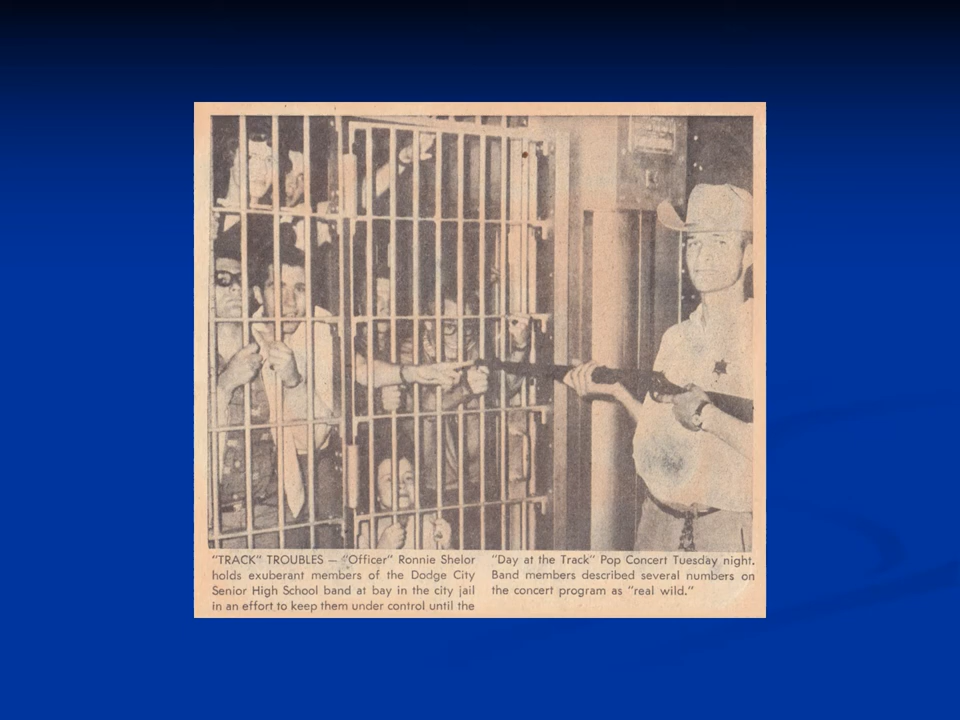 "TRACK" TROUBLES — "Officer" Ronnie Shelor
holds exuberant members of the Dodge City
Senior High School band at bay in the city jail
in an effort to keep them under control until the
"Day at the Track" Pop Concert Tuesday night.
Band members described several numbers on
the concert program as "real wild."